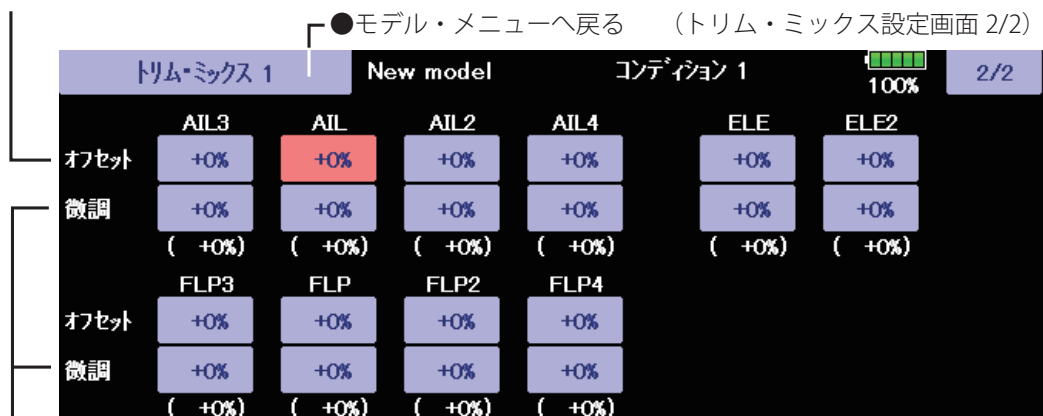 ●モデル・メニューへ戻る (トリム・ミックス設定画面 2/2)
トリム・ミックス 1 New model コンディション 1 100% 2/2
AIL3 AIL AIL2 AIL4 ELE ELE2
オフセット +0% +0% +0% +0% +0% +0%
微調 +0% +0% +0% +0% +0% +0%
( +0%) ( +0%) ( +0%) ( +0%) ( +0%) ( +0%)
FLP3 FLP FLP2 FLP4
オフセット +0% +0% +0% +0%
微調 +0% +0% +0% +0%
( +0%) ( +0%) ( +0%) ( +0%)